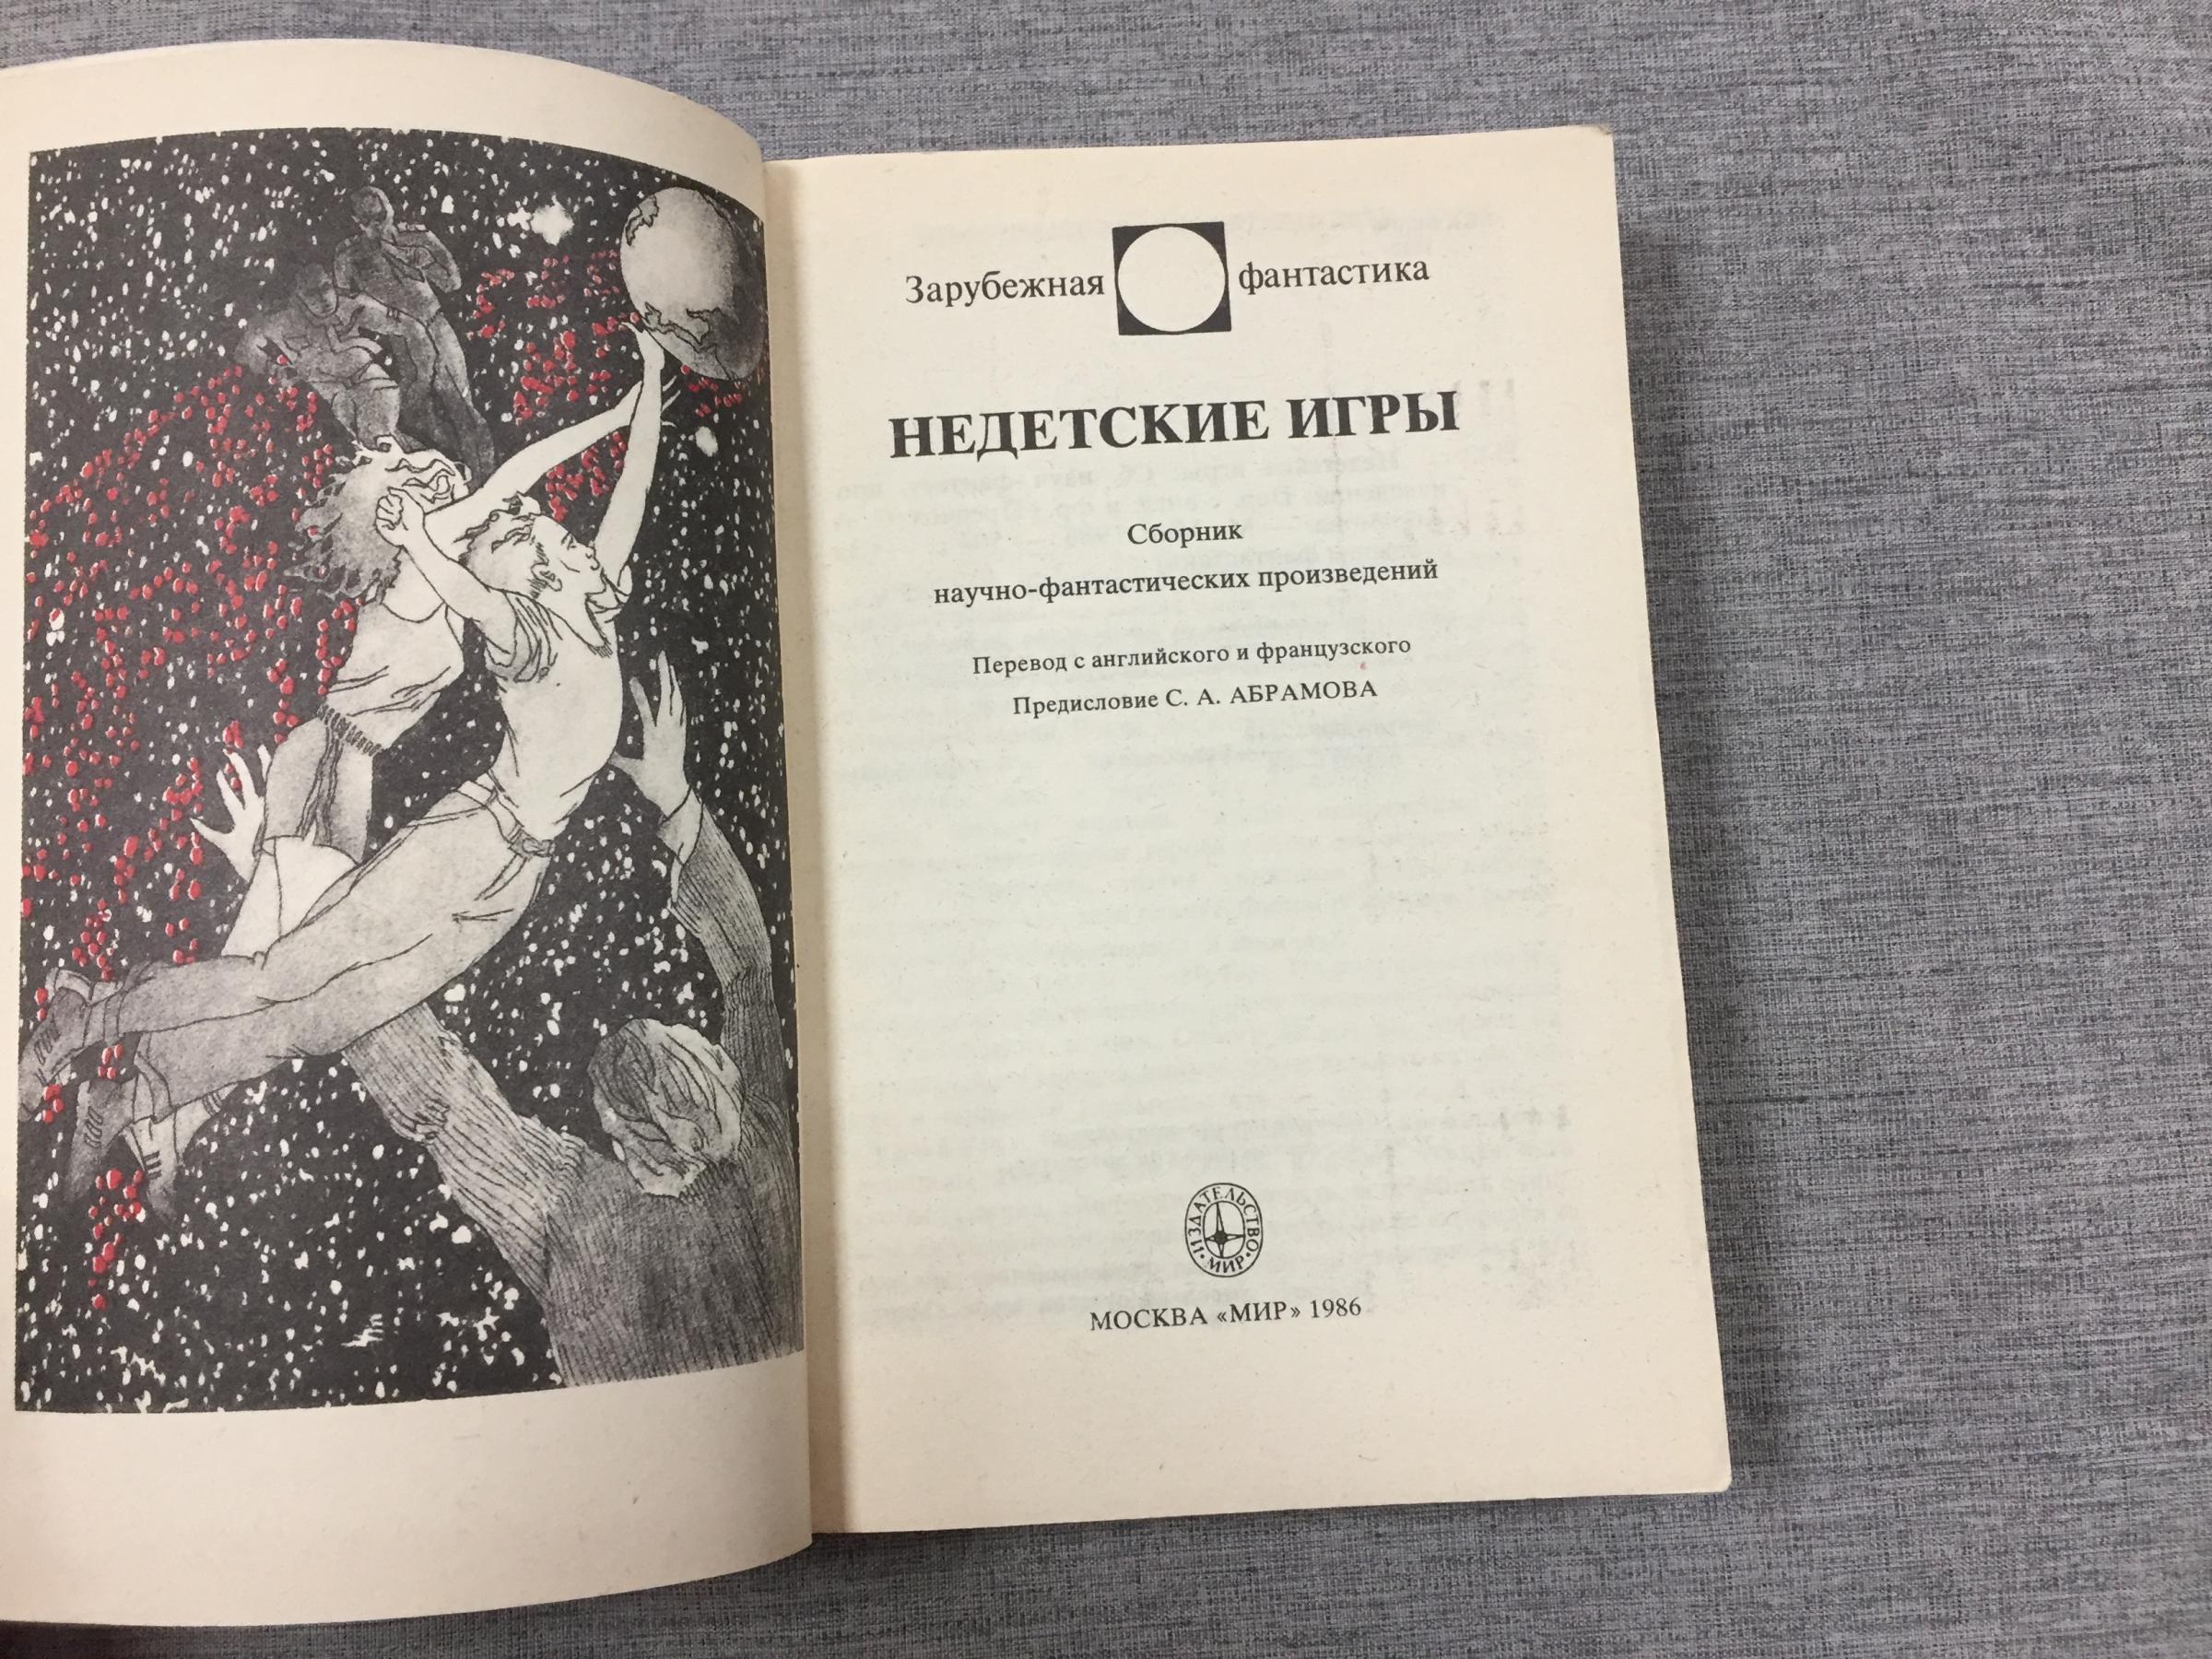 Зарубежная фантастика
НЕДЕТСКИЕ ИГРЫ
Сборник
научно-фантастических произведений
Перевод с английского и французского
Предисловие С. А. АБРАМОВА
ИЗДАТЕЛЬСТВО
•МИР•
МОСКВА «МИР» 1986